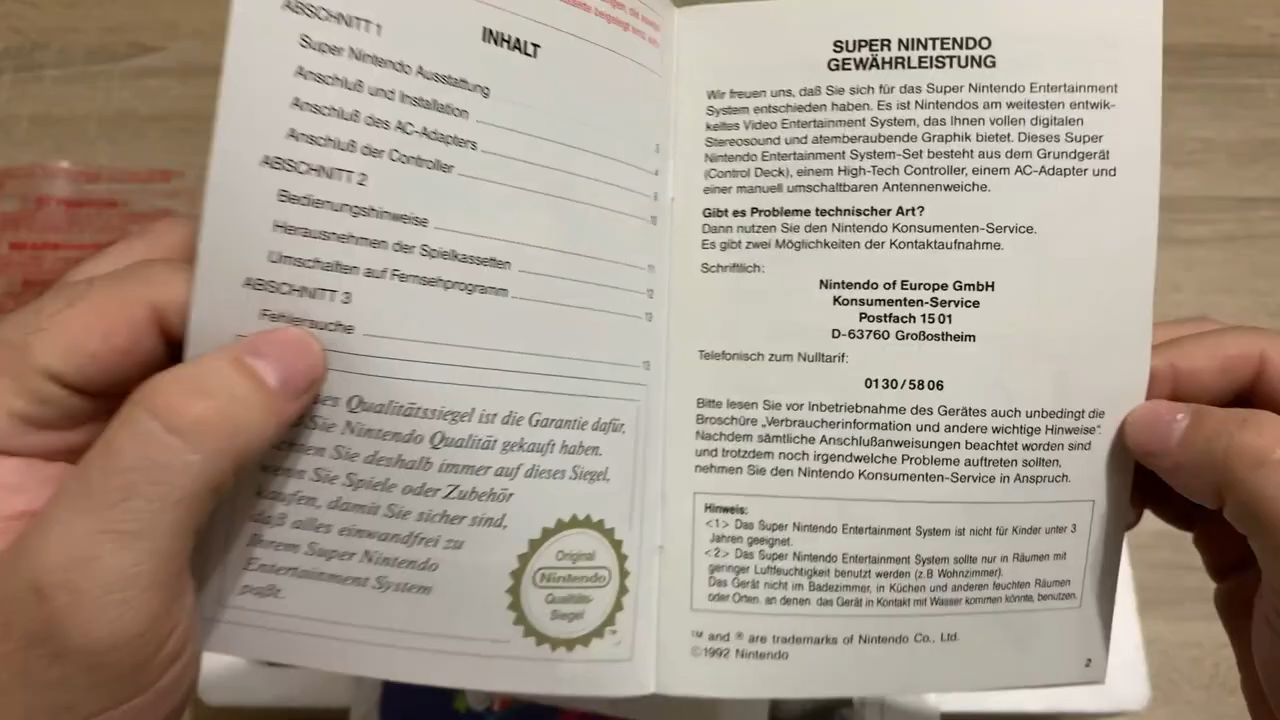 ABSCHNITT 1
INHALT
Super Nintendo Ausstattung
Anschluß und Installation
Anschluß des AC-Adapters
Anschluß der Controller
ABSCHNITT 2
Bedienungshinweise
Herausnehmen der Spielkassetten
Umschalten auf Fernsehprogramm
ABSCHNITT 3
Fehlersuche
Qualitätssiegel ist die Garantie dafür,
Sie Nintendo Qualität gekauft haben.
Sie deshalb immer auf dieses Siegel,
wenn Sie Spiele oder Zubehör
kaufen, damit Sie sicher sind,
daß alles einwandfrei zu
Ihrem Super Nintendo
Entertainment System
paßt.
Original
Nintendo
Qualitäts-
Siegel
SUPER NINTENDO
GEWÄHRLEISTUNG
Wir freuen uns, daß Sie sich für das Super Nintendo Entertainment
System entschieden haben. Es ist Nintendos am weitesten entwik-
keltes Video Entertainment System, das Ihnen vollen digitalen
Stereosound und atemberaubende Graphik bietet. Dieses Super
Nintendo Entertainment System-Set besteht aus dem Grundgerät
(Control Deck), einem High-Tech Controller, einem AC-Adapter und
einer manuell umschaltbaren Antennenweiche.
Gibt es Probleme technischer Art?
Dann nutzen Sie den Nintendo Konsumenten-Service.
Es gibt zwei Möglichkeiten der Kontaktaufnahme.
Schriftlich:
Nintendo of Europe GmbH
Konsumenten-Service
Postfach 15 01
D-63760 Großostheim
Telefonisch zum Nulltarif:
01 30 / 58 06
Bitte lesen Sie vor Inbetriebnahme des Gerätes auch unbedingt die
Broschüre „Verbraucherinformation und andere wichtige Hinweise“.
Nachdem sämtliche Anschlußanweisungen beachtet worden sind
und trotzdem noch irgendwelche Probleme auftreten sollten,
nehmen Sie den Nintendo Konsumenten-Service in Anspruch.
Hinweis:
<1> Das Super Nintendo Entertainment System ist nicht für Kinder unter 3
Jahren geeignet.
<2> Das Super Nintendo Entertainment System sollte nur in Räumen mit
geringer Luftfeuchtigkeit benutzt werden (z.B Wohnzimmer).
Das Gerät nicht im Badezimmer, in Küchen und anderen feuchten Räumen
oder Orten, an denen das Gerät in Kontakt mit Wasser kommen könnte, benutzen.
™ and ® are trademarks of Nintendo Co., Ltd.
©1992 Nintendo
2